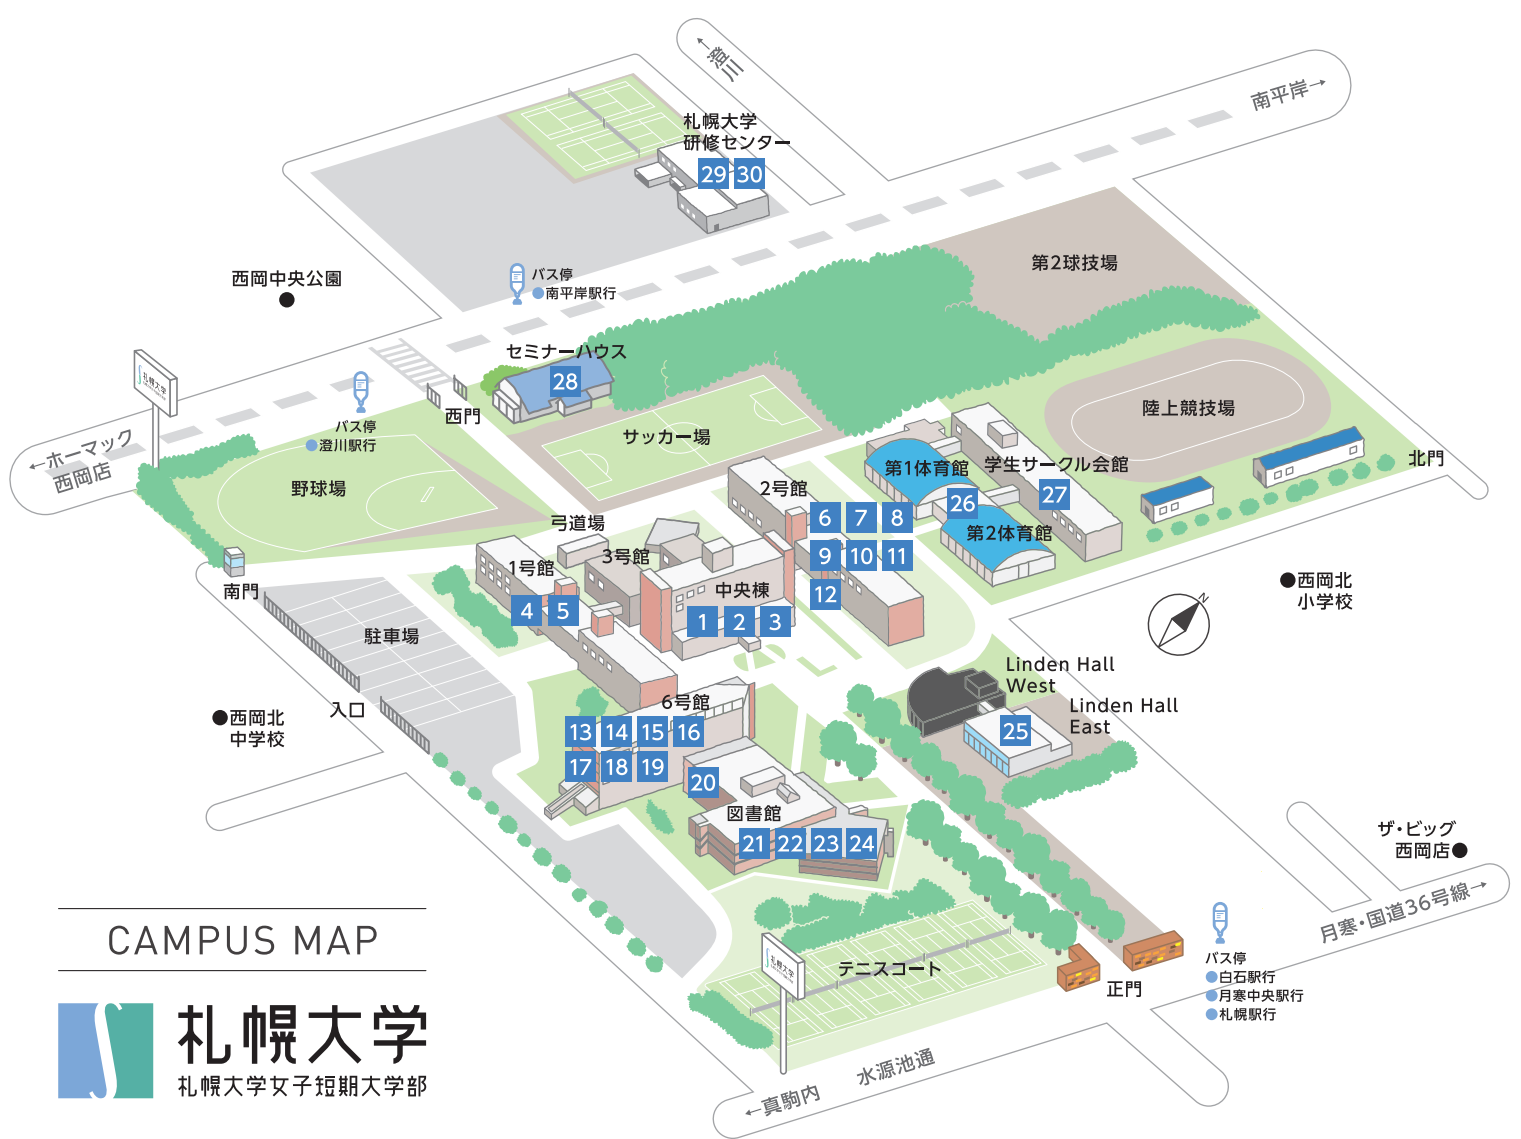 ←澄川
南平岸→
札幌大学
研修センター
29 30
第2球技場
西岡中央公園
バス停
南平岸駅行
セミナーハウス
28
札幌大学
バス停
澄川駅行
西門
サッカー場
陸上競技場
←ホーマック
西岡店
野球場
第1体育館
学生サークル会館
北門
26
27
第2体育館
2号館
6 7 8
9 10 11
12
弓道場
3号館
1号館
4 5
中央棟
1 2 3
南門
駐車場
西岡北
小学校
N
入口
西岡北
中学校
Linden Hall
West
Linden Hall
East
25
6号館
13 14 15 16
17 18 19
20
図書館
21 22 23 24
ザ・ビッグ
西岡店
月寒・国道36号線→
テニスコート
札幌大学
正門
バス停
白石駅行
月寒中央駅行
札幌駅行
水源池通
←真駒内
CAMPUS MAP
札幌大学
札幌大学女子短期大学部